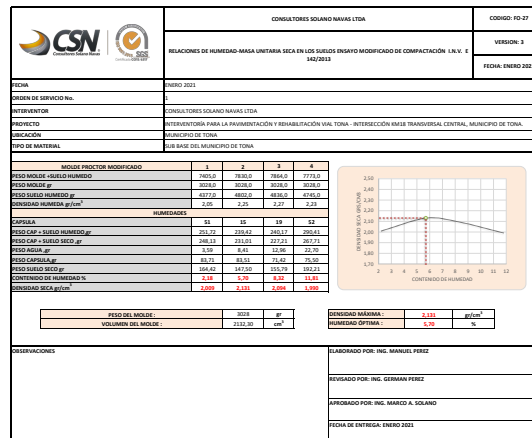 CSN
Consultores Solano Navas
SGS
CONSULTORES SOLANO NAVAS LTDA
CODIGO: FO-27
RELACIONES DE HUMEDAD-MASA UNITARIA SECA EN LOS SUELOS ENSAYO MODIFICADO DE COMPACTACIÓN I.N.V. E
142/2013
VERSION: 3
FECHA: ENERO 202
FECHA ENERO 2021
ORDEN DE SERVICIO No. 1
INTERVENTOR CONSULTORES SOLANO NAVAS LTDA
PROYECTO INTERVENTORÍA PARA LA PAVIMENTACIÓN Y REHABILITACIÓN VIAL TONA - INTERSECCIÓN KM18 TRANSVERSAL CENTRAL, MUNICIPIO DE TONA.
UBICACIÓN MUNICIPIO DE TONA
TIPO DE MATERIAL SUB BASE DEL MUNICIPIO DE TONA
MOLDE PROCTOR MODIFICADO 1 2 3 4
PESO MOLDE +SUELO HUMEDO 7405,0 7830,0 7864,0 7773,0
PESO MOLDE gr 3028,0 3028,0 3028,0 3028,0
PESO SUELO HUMEDO gr 4377,0 4802,0 4836,0 4745,0
DENSIDAD HUMEDA gr/cm3 2,05 2,25 2,27 2,23
HUMEDADES
CAPSULA 51 15 19 52
PESO CAP + SUELO HUMEDO,gr 251,72 239,42 240,17 290,41
PESO CAP + SUELO SECO ,gr 248,13 231,01 227,21 267,71
PESO AGUA ,gr 3,59 8,41 12,96 22,70
PESO CAPSULA,gr 83,71 83,51 71,42 75,50
PESO SUELO SECO gr 164,42 147,50 155,79 192,21
CONTENIDO DE HUMEDAD % 2,18 5,70 8,32 11,81
DENSIDAD SECA gr/cm3 2,009 2,131 2,094 1,990
DENSIDAD SECA (GRS/CM3)
2,50
2,40
2,30
2,20
2,10
2,00
1,90
1,80
1,70
2 3 4 5 6 7 8 9 10 11 12
CONTENIDO DE HUMEDAD
PESO DEL MOLDE : 3028 gr
VOLUMEN DEL MOLDE : 2132,30 cm3
DENSIDAD MÁXIMA : 2,131 gr/cm3
HUMEDAD ÓPTIMA : 5,70 %
OBSERVACIONES
ELABORADO POR: ING. MANUEL PEREZ
REVISADO POR: ING. GERMAN PEREZ
APROBADO POR: ING. MARCO A. SOLANO
FECHA DE ENTREGA: ENERO 2021